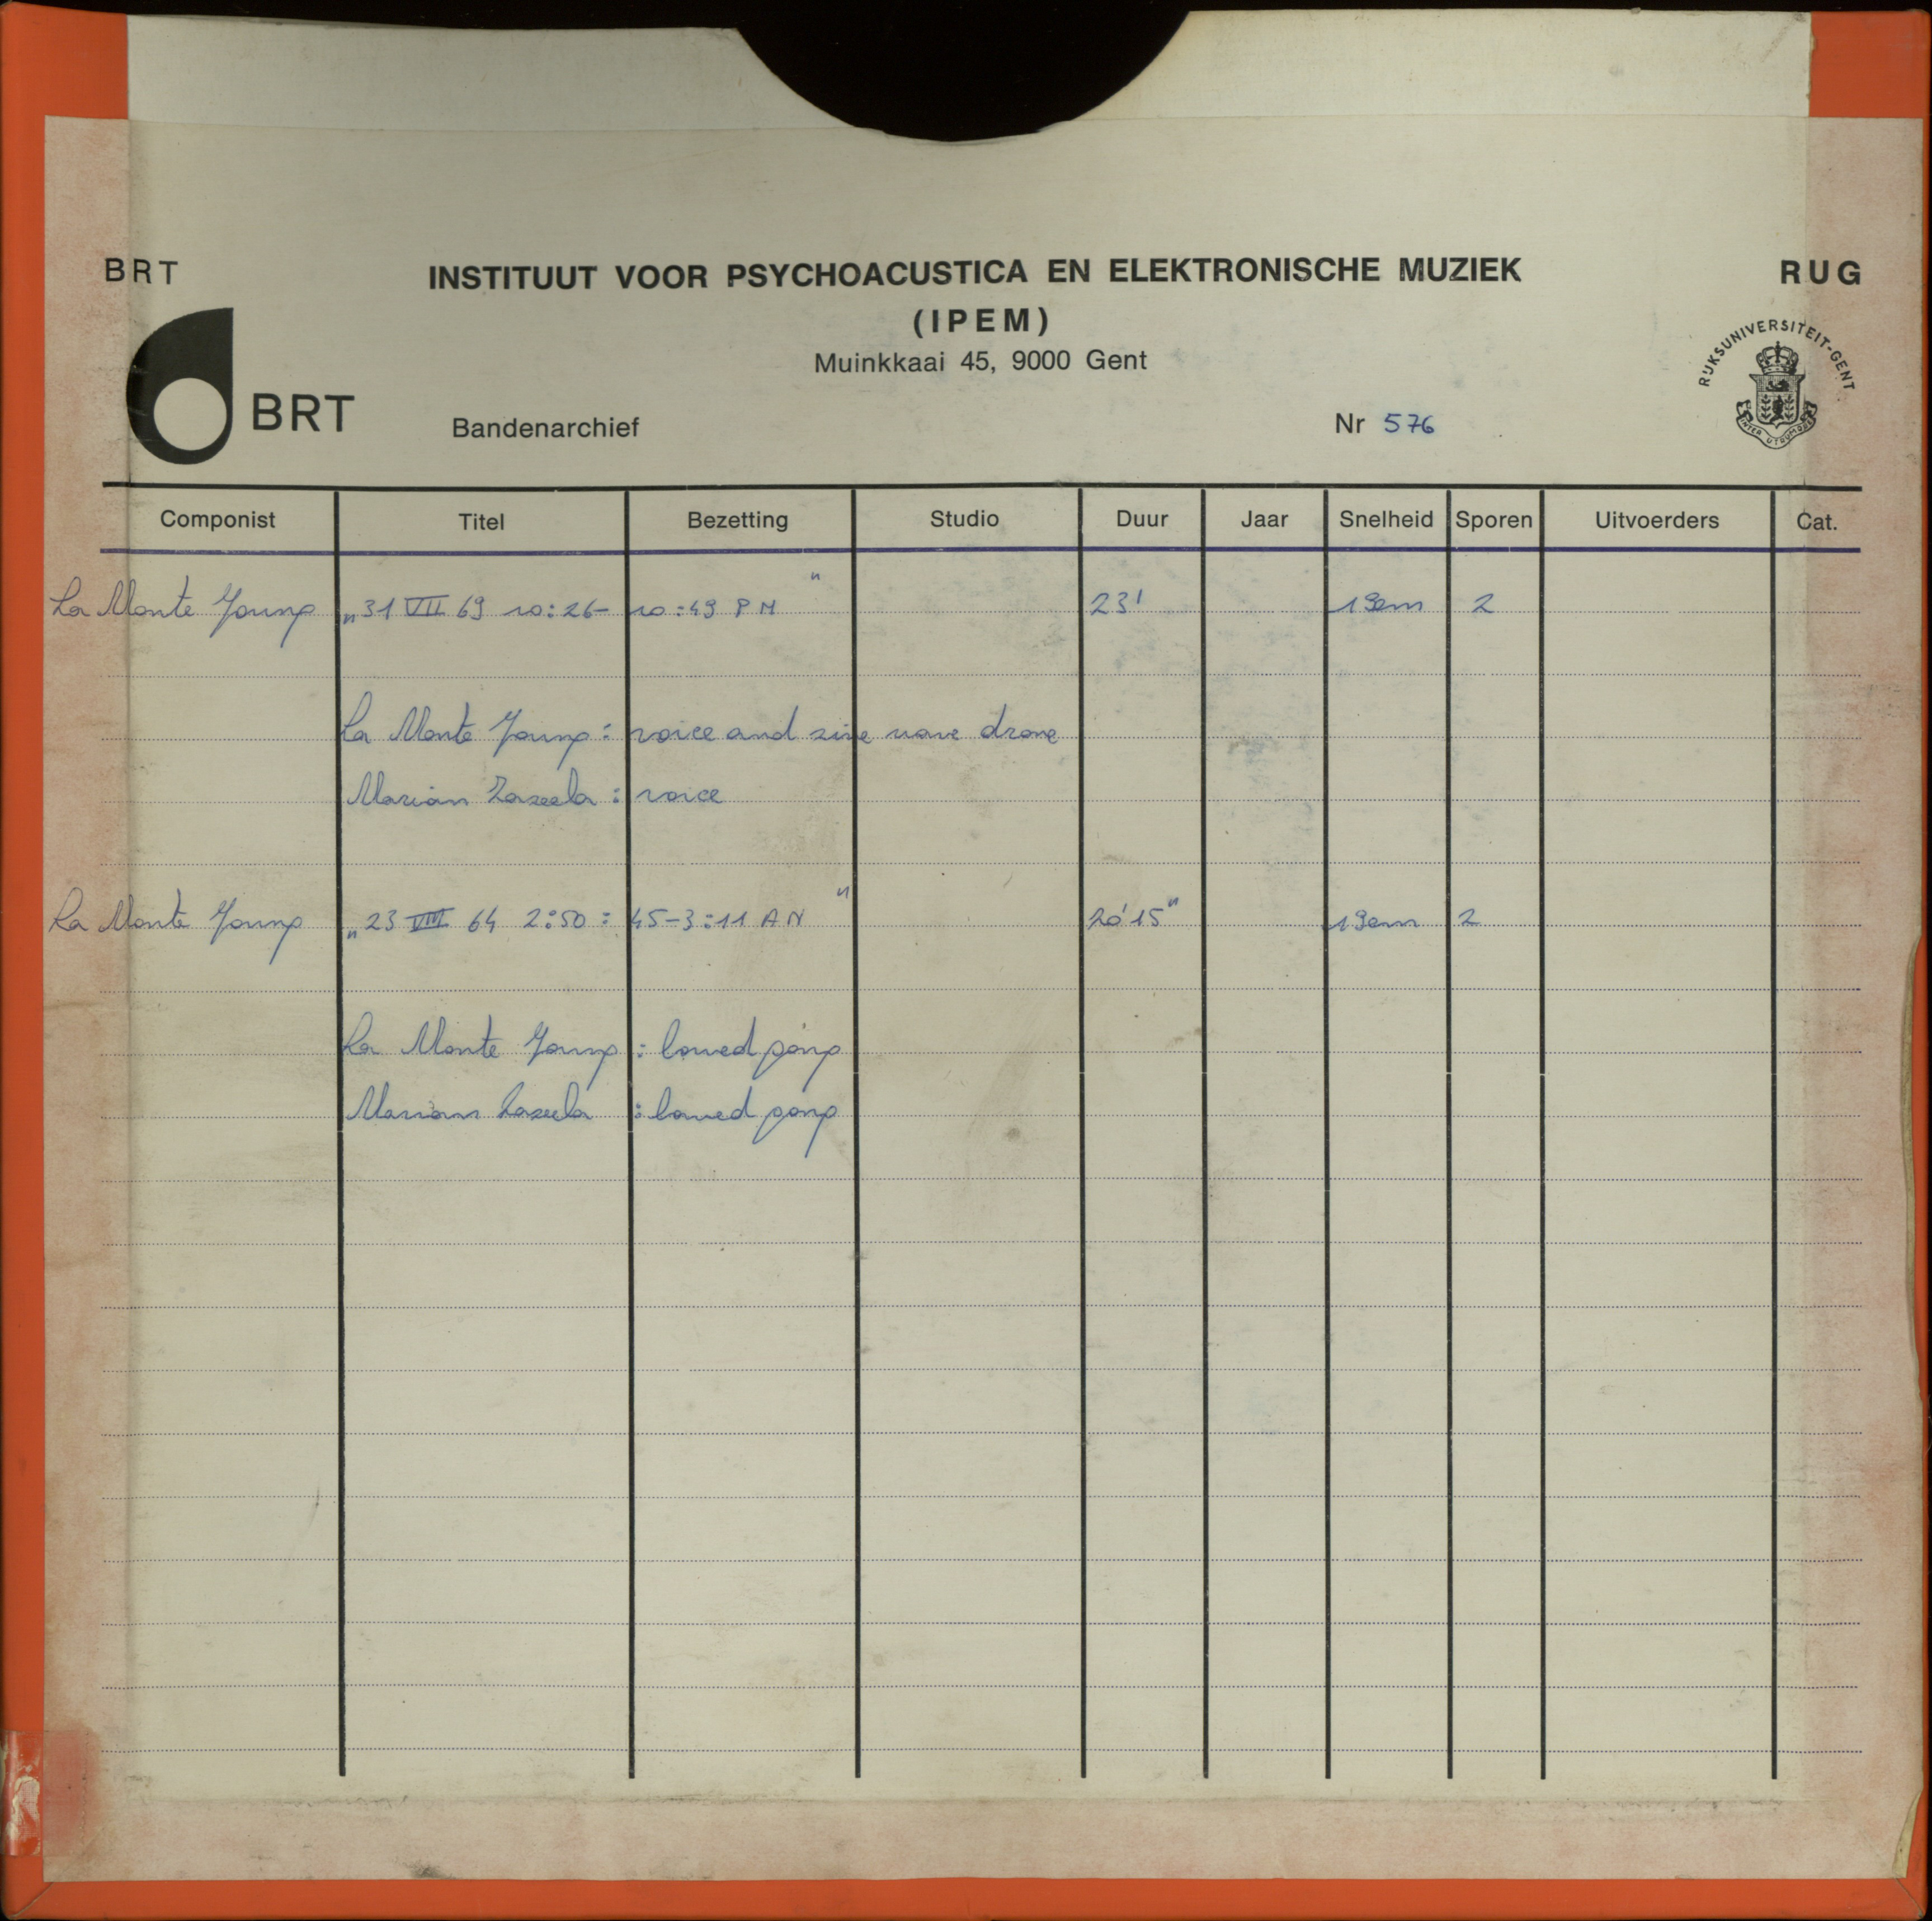 BRT INSTITUUT VOOR PSYCHOACUSTICA EN ELEKTRONISCHE MUZIEK RUG
(IPEM)
Muinkkaai 45, 9000 Gent
RIJKSUNIVERSITEIT-GENT
INTER UTRUMQUE
BRT Bandenarchief Nr 576
Componist Titel Bezetting Studio Duur Jaar Snelheid Sporen Uitvoerders Cat.
La Monte Young „31 VII 69 10:26- 10:49 PM" 23' 19cm 2
La Monte Young: voice and sine wave drone
Marian Zazeela: voice
La Monte Young „23 VIII 64 2:50:45-3:11 AM" 20'15" 19cm 2
La Monte Young: bowed gong
Marian Zazeela: bowed gong